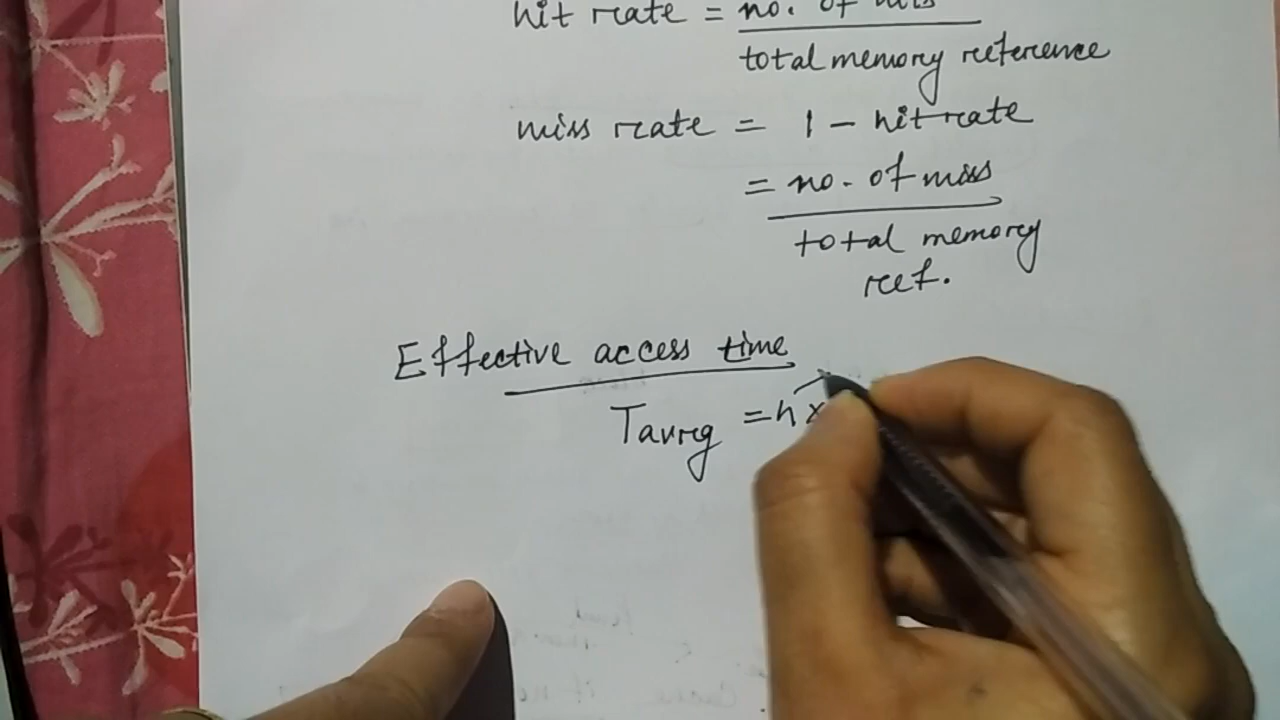 hit rate = no. of
total memory reference
miss rate = 1 - hit rate
= no. of miss
total memory
ref.
Effective access time
Tavrg = h x